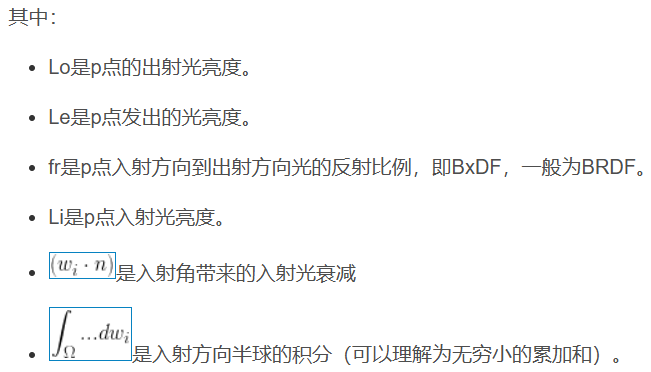 其中：
Lo是p点的出射光亮度。
Le是p点发出的光亮度。
fr是p点入射方向到出射方向光的反射比例，即BxDF，一般为BRDF。
Li是p点入射光亮度。
(w_i · n)是入射角带来的入射光衰减
∫_Ω ...dw_i是入射方向半球的积分（可以理解为无穷小的累加和）。